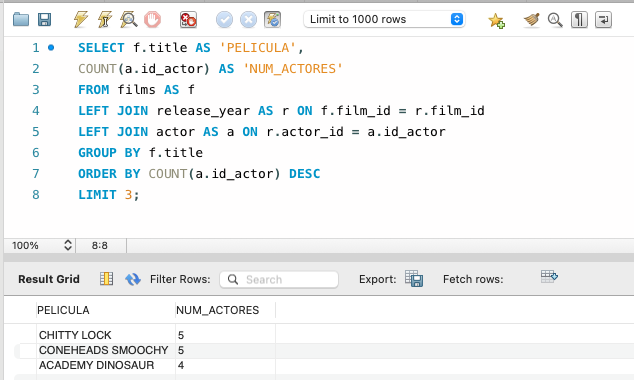 Limit to 1000 rows
1 SELECT f.title AS 'PELICULA',
2 COUNT(a.id_actor) AS 'NUM_ACTORES'
3 FROM films AS f
4 LEFT JOIN release_year AS r ON f.film_id = r.film_id
5 LEFT JOIN actor AS a ON r.actor_id = a.id_actor
6 GROUP BY f.title
7 ORDER BY COUNT(a.id_actor) DESC
8 LIMIT 3;
100% 8:8
Result Grid Filter Rows: Search Export: Fetch rows:
PELICULA NUM_ACTORES
CHITTY LOCK 5
CONEHEADS SMOOCHY 5
ACADEMY DINOSAUR 4